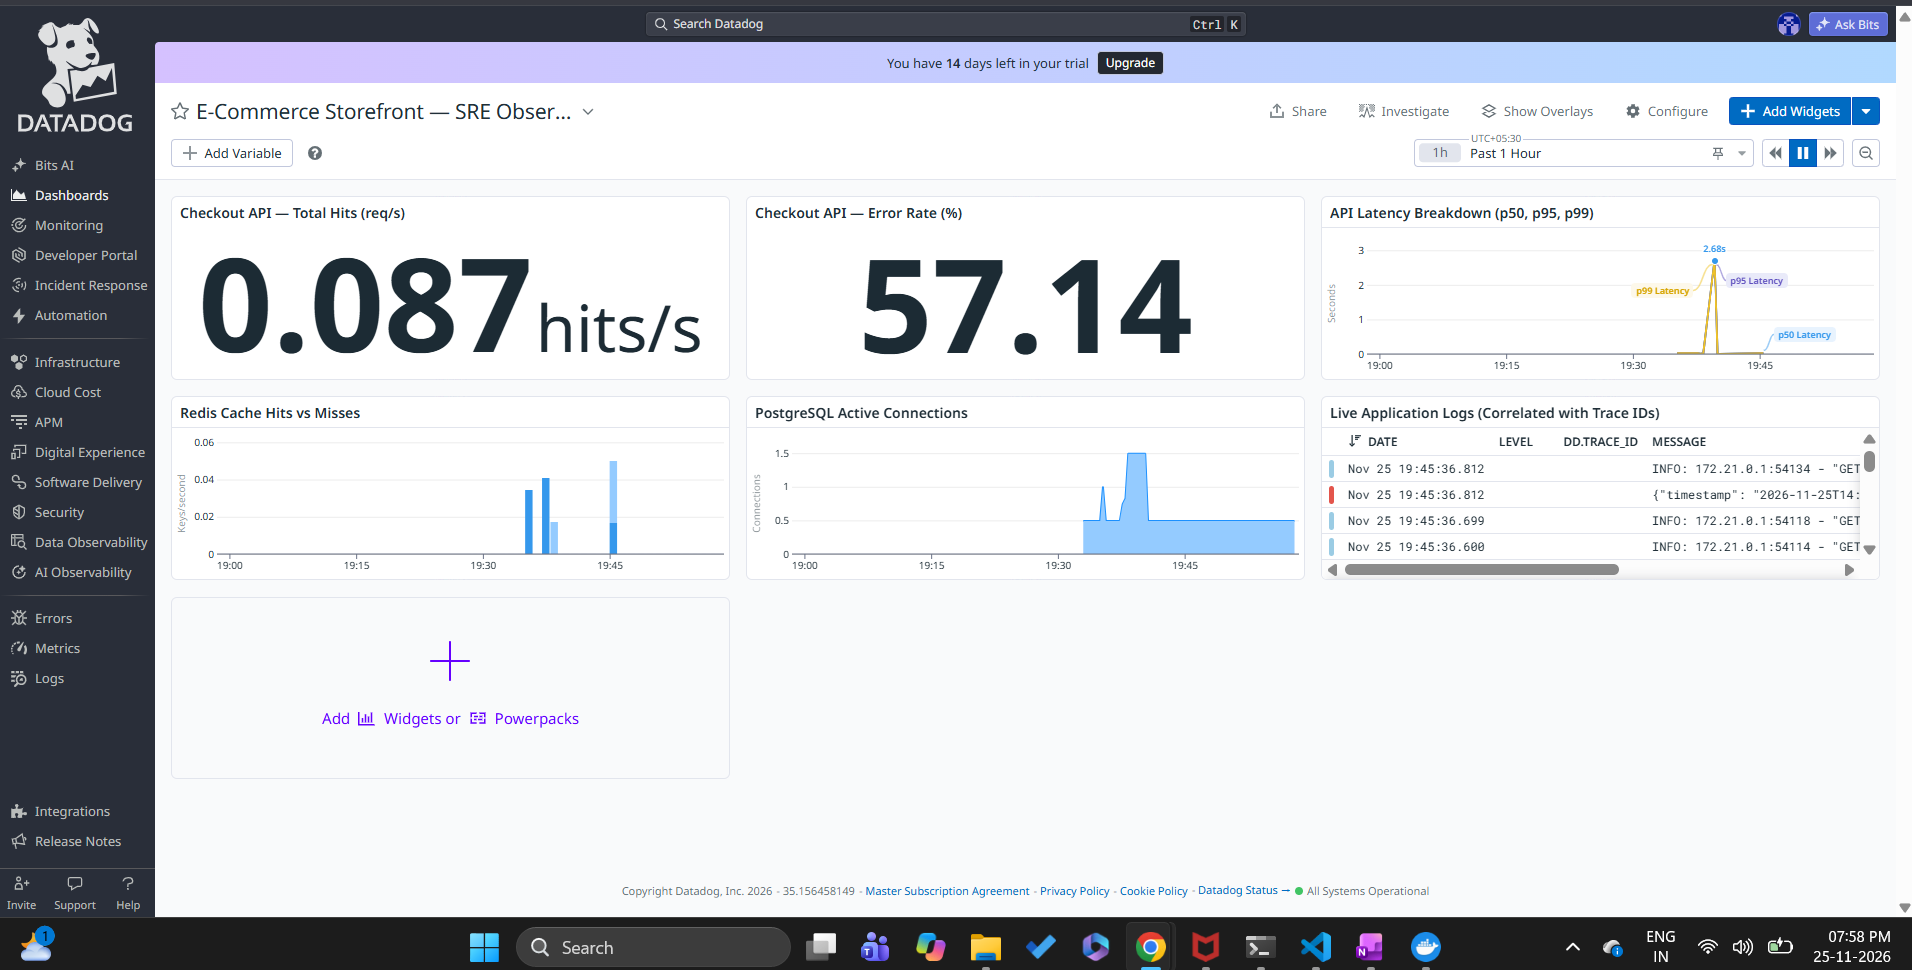 Search Datadog
Ctrl K
Ask Bits
DATADOG
You have 14 days left in your trial
Upgrade
E-Commerce Storefront — SRE Obser...
Share
Investigate
Show Overlays
Configure
Add Widgets
Add Variable
UTC+05:30
1h
Past 1 Hour
Bits AI
Dashboards
Monitoring
Developer Portal
Incident Response
Automation
Infrastructure
Cloud Cost
APM
Digital Experience
Software Delivery
Security
Data Observability
AI Observability
Errors
Metrics
Logs
Integrations
Release Notes
Invite
Support
Help
Checkout API — Total Hits (req/s)
0.087 hits/s
Checkout API — Error Rate (%)
57.14
API Latency Breakdown (p50, p95, p99)
Seconds
3
2
1
0
2.68s
p99 Latency
p95 Latency
p50 Latency
19:00
19:15
19:30
19:45
Redis Cache Hits vs Misses
Keys/second
0.06
0.04
0.02
0
19:00
19:15
19:30
19:45
PostgreSQL Active Connections
Connections
1.5
1
0.5
0
19:00
19:15
19:30
19:45
Live Application Logs (Correlated with Trace IDs)
DATE LEVEL DD.TRACE_ID MESSAGE
Nov 25 19:45:36.812 INFO: 172.21.0.1:54134 - "GET
Nov 25 19:45:36.812 {"timestamp": "2026-11-25T14:
Nov 25 19:45:36.699 INFO: 172.21.0.1:54118 - "GET
Nov 25 19:45:36.600 INFO: 172.21.0.1:54114 - "GET
Add Widgets or Powerpacks
Copyright Datadog, Inc. 2026 - 35.156458149 - Master Subscription Agreement - Privacy Policy - Cookie Policy - Datadog Status → All Systems Operational
1
Search
ENG
IN
07:58 PM
25-11-2026